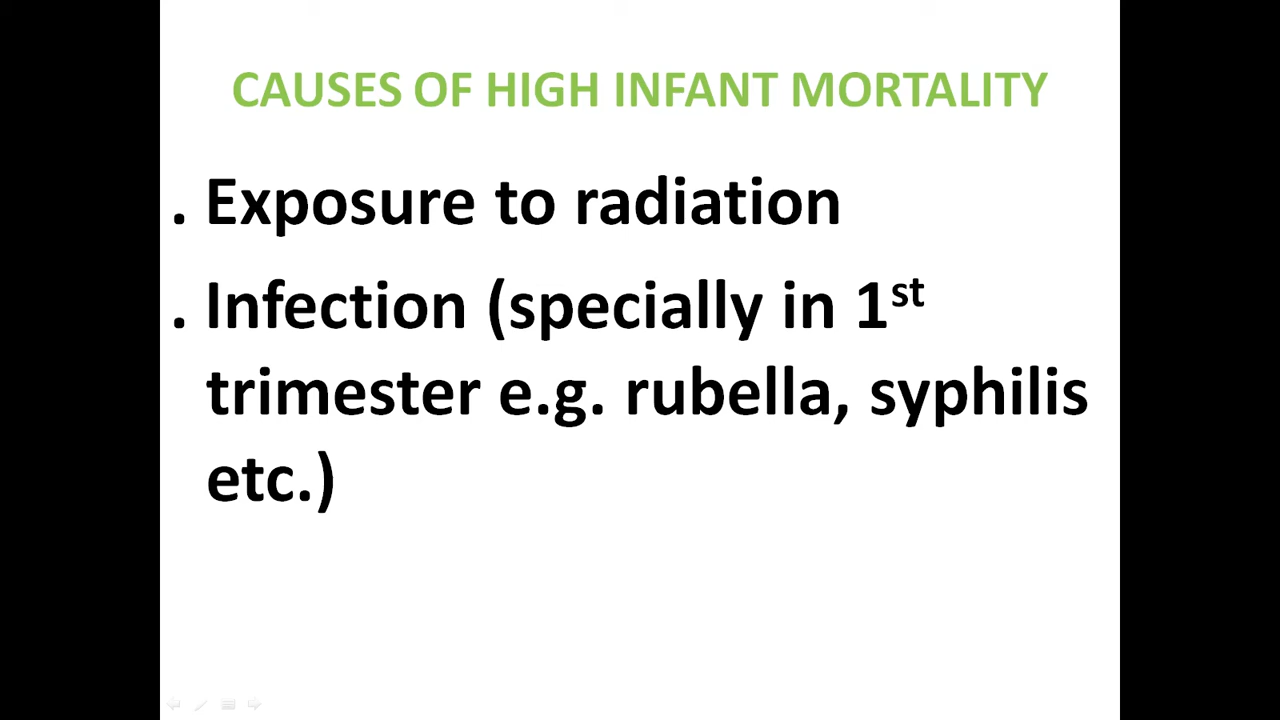 CAUSES OF HIGH INFANT MORTALITY
. Exposure to radiation
. Infection (specially in 1st
trimester e.g. rubella, syphilis
etc.)